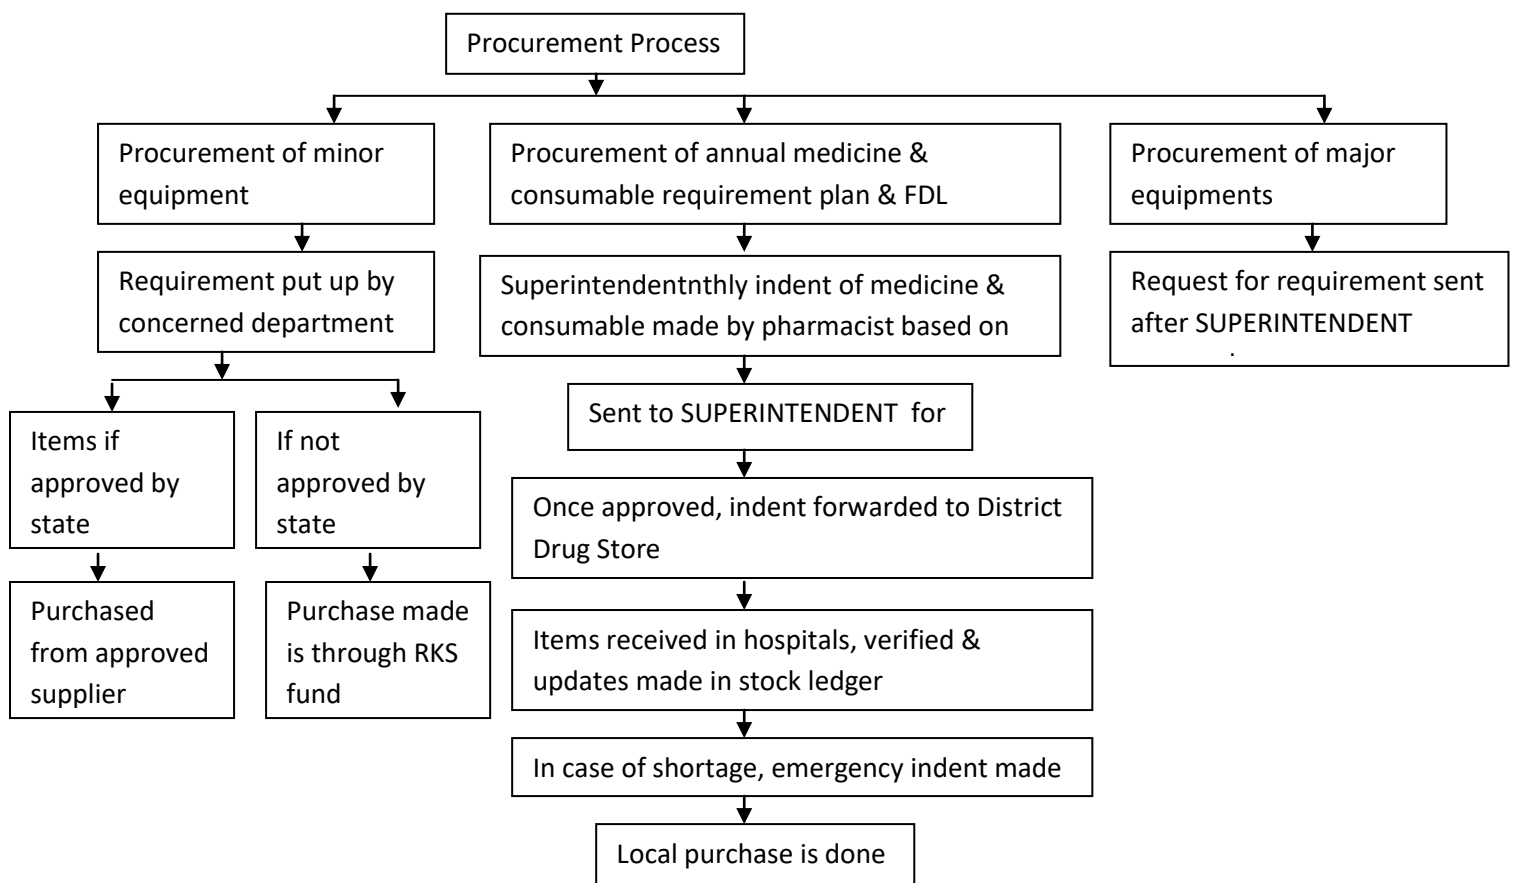 Procurement Process
Procurement of minor
equipment
Procurement of annual medicine &
consumable requirement plan & FDL
Procurement of major
equipments
Requirement put up by
concerned department
Superintendentnthly indent of medicine &
consumable made by pharmacist based on
Request for requirement sent
after SUPERINTENDENT
Items if
approved by
state
If not
approved by
state
Sent to SUPERINTENDENT for
Once approved, indent forwarded to District
Drug Store
Purchased
from approved
supplier
Purchase made
is through RKS
fund
Items received in hospitals, verified &
updates made in stock ledger
In case of shortage, emergency indent made
Local purchase is done